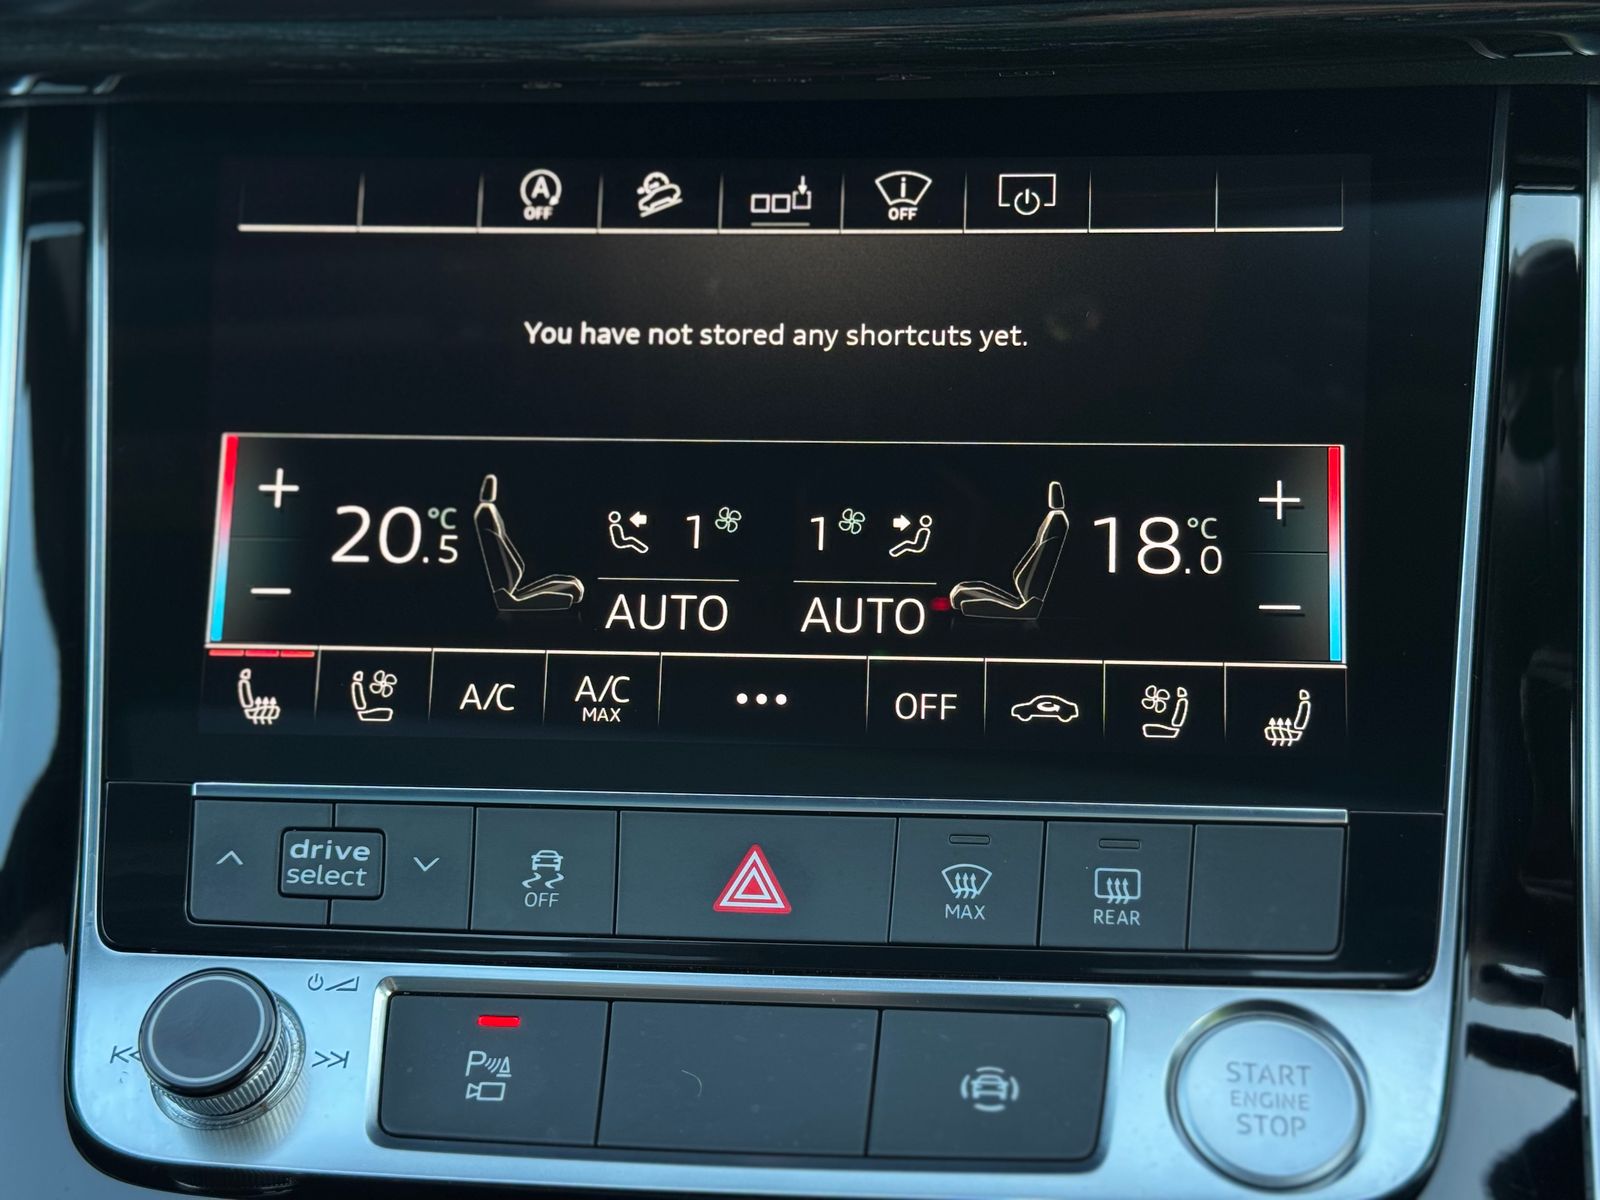 A
OFF
i
OFF
You have not stored any shortcuts yet.
+
20.5 °C
1
1
18.0 °C
+
−
AUTO
AUTO
−
A/C
A/C
MAX
•••
OFF
drive
select
OFF
MAX
REAR
P
START
ENGINE
STOP